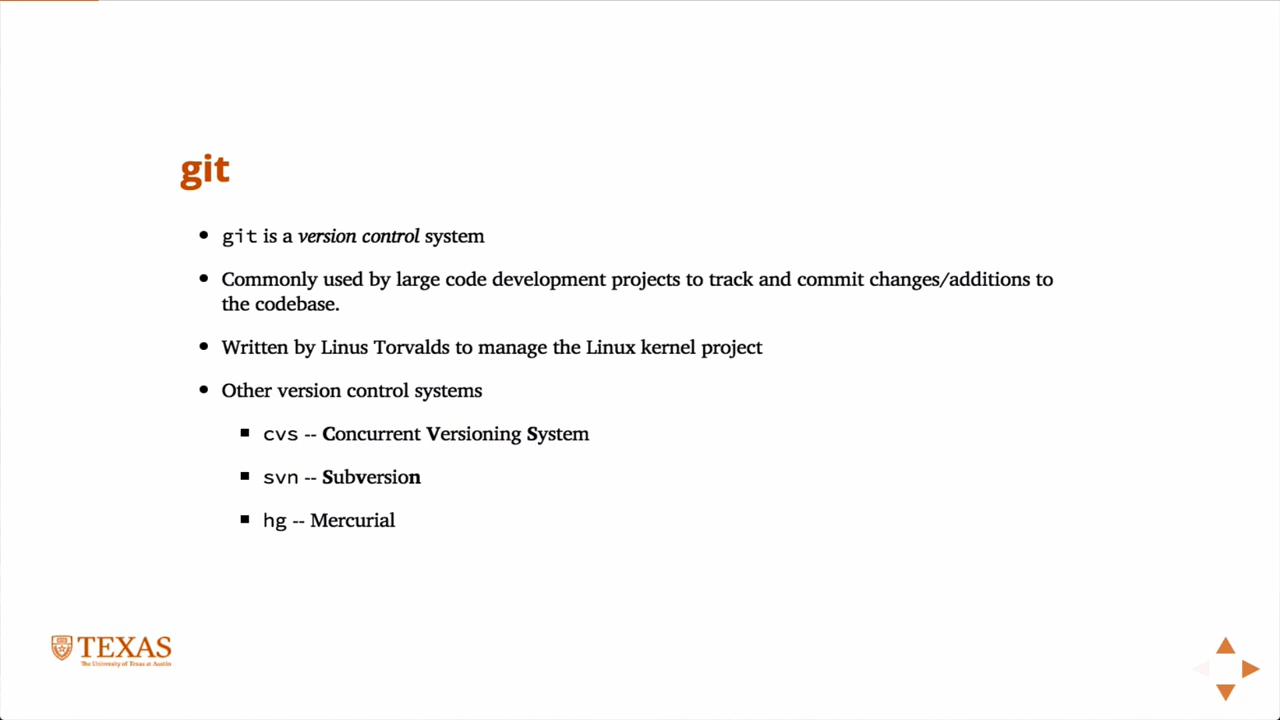 git
git is a version control system
Commonly used by large code development projects to track and commit changes/additions to
the codebase.
Written by Linus Torvalds to manage the Linux kernel project
Other version control systems
cvs -- Concurrent Versioning System
svn -- Subversion
hg -- Mercurial
TEXAS
The University of Texas at Austin